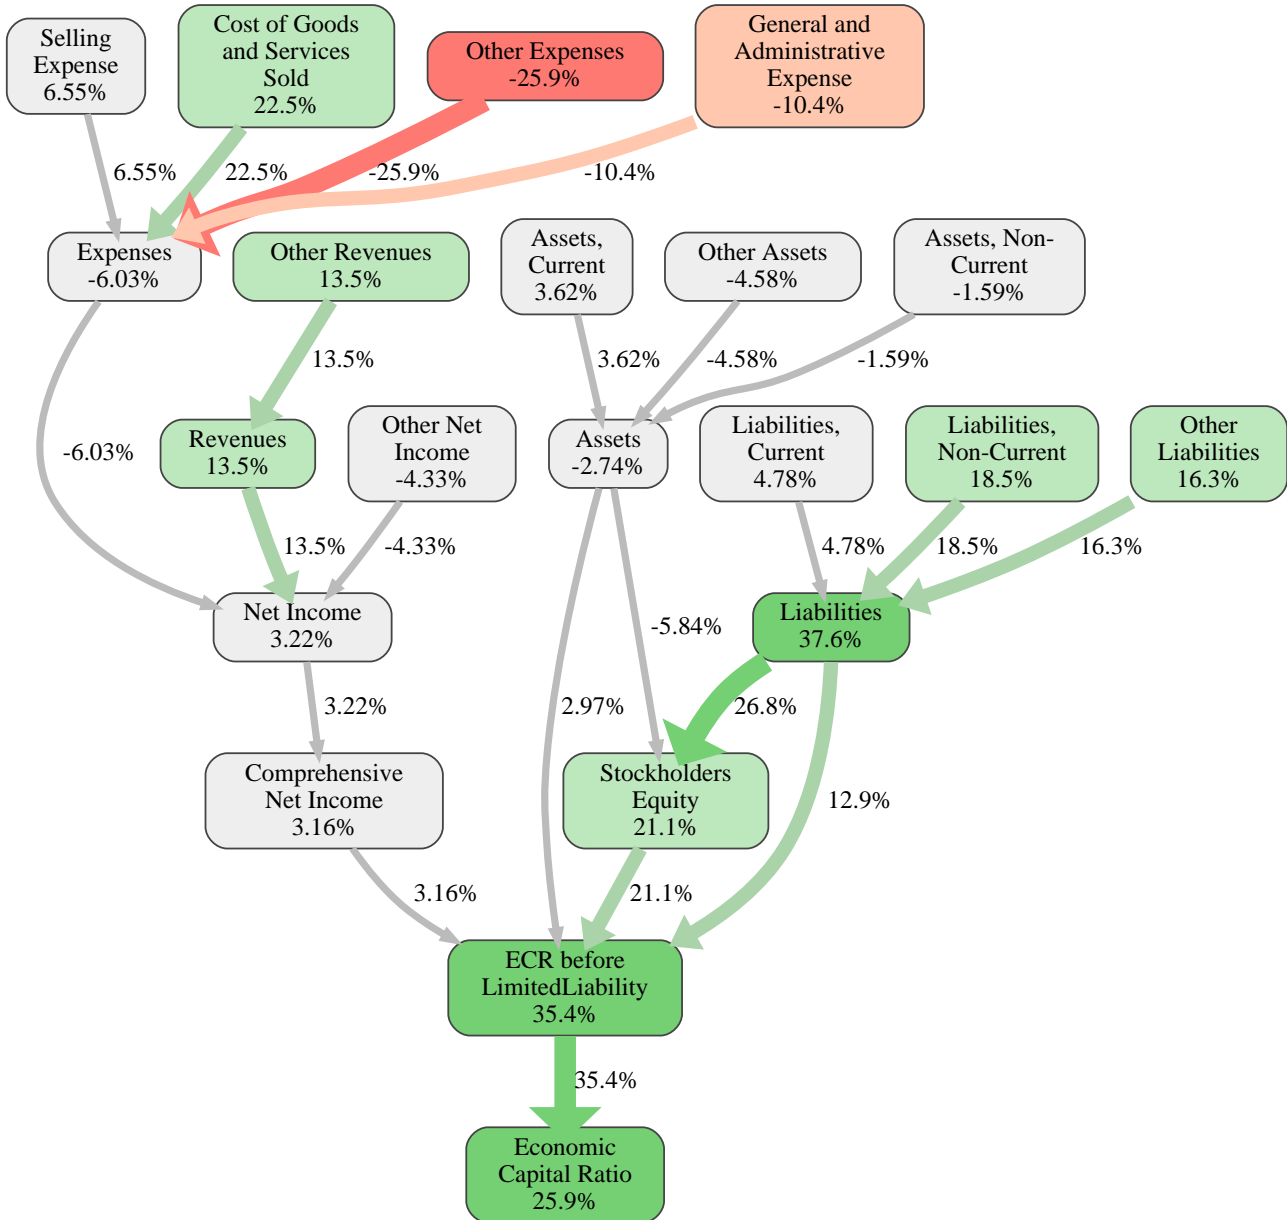 Selling
Expense
6.55%
Cost of Goods
and Services
Sold
22.5%
Other Expenses
-25.9%
General and
Administrative
Expense
-10.4%
6.55%
22.5%
-25.9%
-10.4%
Expenses
-6.03%
Other Revenues
13.5%
Assets,
Current
3.62%
Other Assets
-4.58%
Assets, Non-
Current
-1.59%
13.5%
3.62%
-4.58%
-1.59%
-6.03%
Revenues
13.5%
Other Net
Income
-4.33%
Assets
-2.74%
Liabilities,
Current
4.78%
Liabilities,
Non-Current
18.5%
Other
Liabilities
16.3%
13.5%
-4.33%
4.78%
18.5%
16.3%
Net Income
3.22%
-5.84%
Liabilities
37.6%
3.22%
2.97%
26.8%
Comprehensive
Net Income
3.16%
Stockholders
Equity
21.1%
12.9%
3.16%
21.1%
ECR before
LimitedLiability
35.4%
35.4%
Economic
Capital Ratio
25.9%